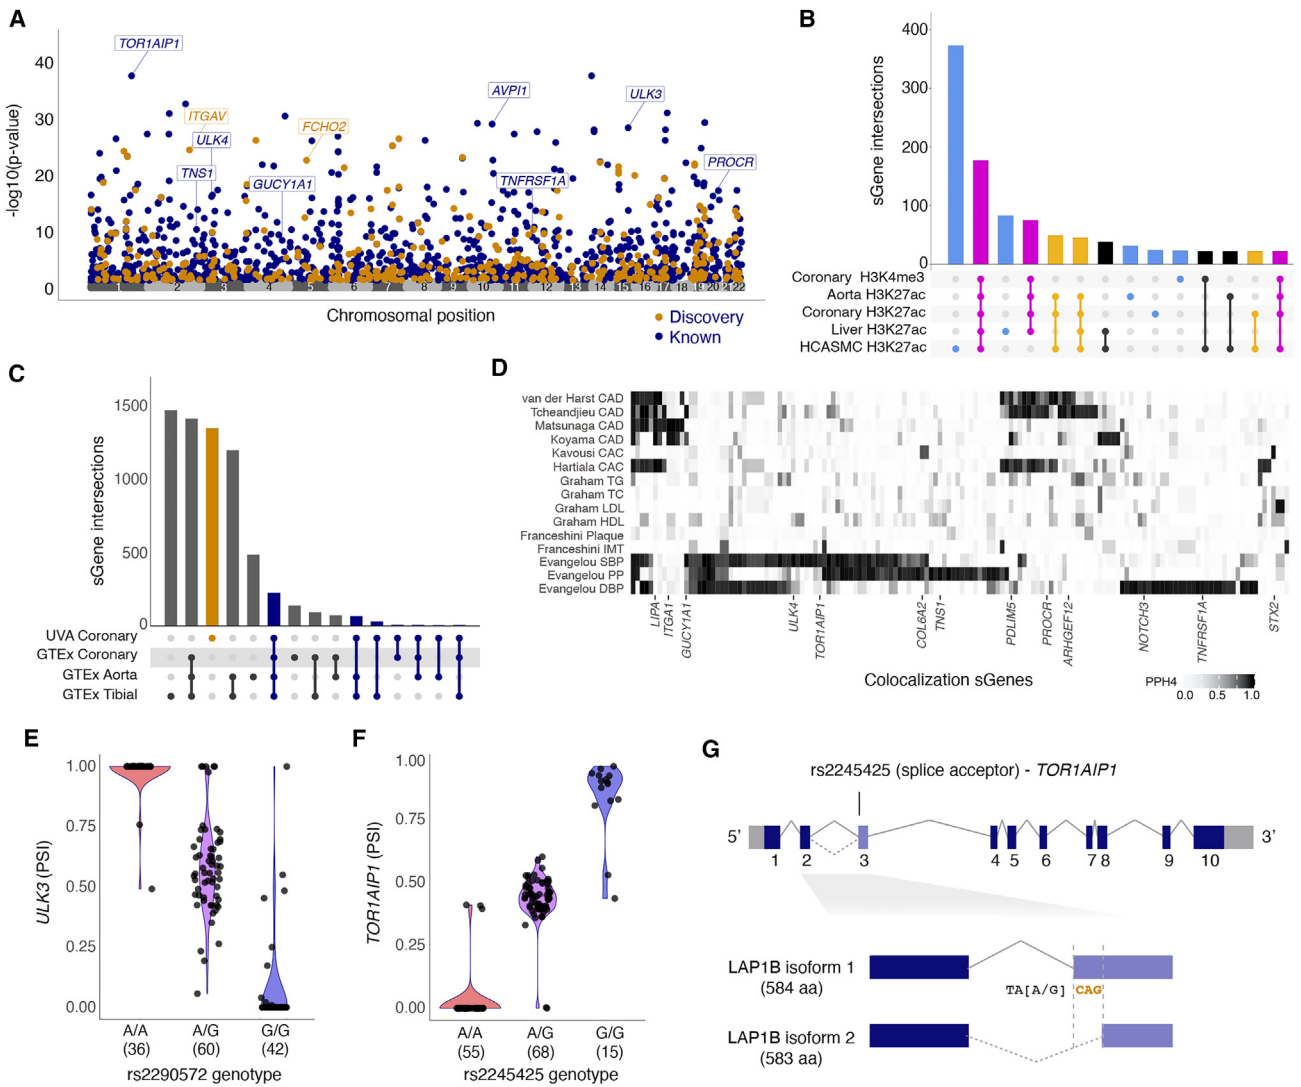 A
-log10(p-value)
40
30
20
10
0
TOR1AIP1
ITGAV
ULK4
TNS1
GUCY1A1
FCHO2
AVPI1
TNFRSF1A
ULK3
PROCR
1 2 3 4 5 6 7 8 9 10 11 12 13 14 15 16 17 18 19 20 21 22
Chromosomal position
Discovery
Known
B
sGene intersections
400
300
200
100
0
Coronary H3K4me3
Aorta H3K27ac
Coronary H3K27ac
Liver H3K27ac
HCASMC H3K27ac
C
sGene intersections
1500
1000
500
0
UVA Coronary
GTEx Coronary
GTEx Aorta
GTEx Tibial
D
van der Harst CAD
Tcheandjieu CAD
Matsunaga CAD
Koyama CAD
Kavousi CAC
Hartiala CAC
Graham TG
Graham TC
Graham LDL
Graham HDL
Franceschini Plaque
Franceschini IMT
Evangelou SBP
Evangelou PP
Evangelou DBP
LIPA
ITGA1
GUCY1A1
ULK4
TOR1AIP1
COL6A2
TNS1
PDLIM5
PROCR
ARHGEF12
NOTCH3
TNFRSF1A
STX2
Colocalization sGenes
PPH4
0.0 0.5 1.0
E
ULK3 (PSI)
1.00
0.75
0.50
0.25
0.00
A/A A/G G/G
(36) (60) (42)
rs2290572 genotype
F
TOR1AIP1 (PSI)
1.00
0.75
0.50
0.25
0.00
A/A A/G G/G
(55) (68) (15)
rs2245425 genotype
G
rs2245425 (splice acceptor) - TOR1AIP1
5' 3'
1 2 3 4 5 6 7 8 9 10
LAP1B isoform 1
(584 aa)
TA[A/G] CAG
LAP1B isoform 2
(583 aa)